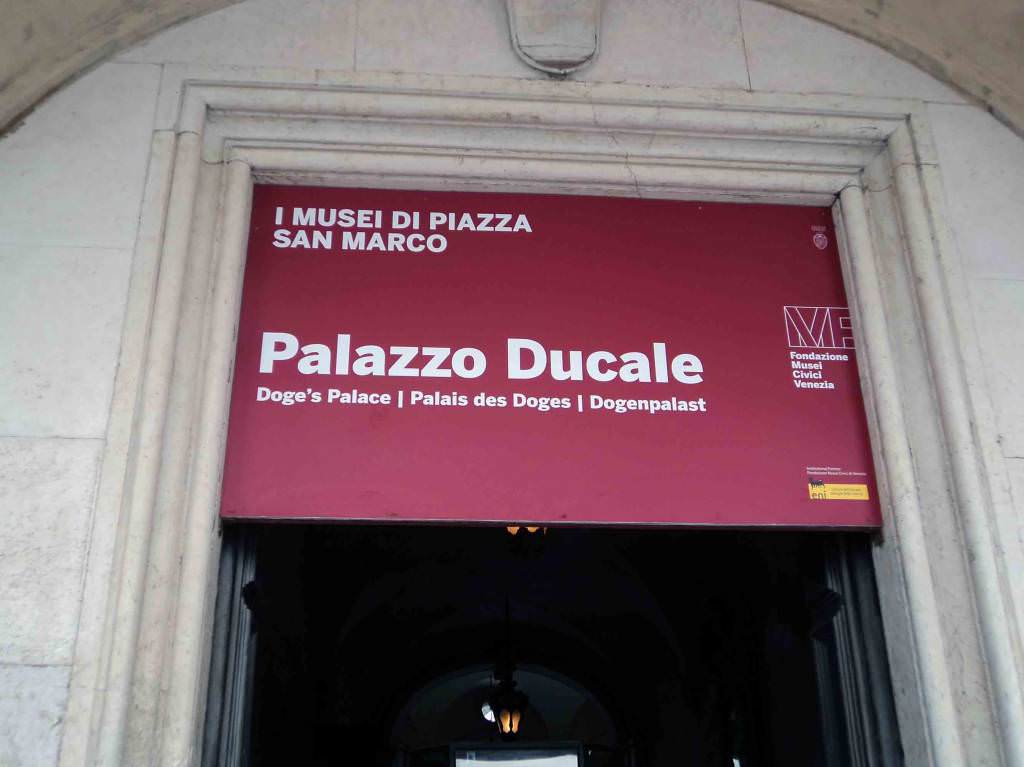 I MUSEI DI PIAZZA
SAN MARCO
Palazzo Ducale
Doge's Palace | Palais des Doges | Dogenpalast
Fondazione
Musei
Civici
Venezia
eni